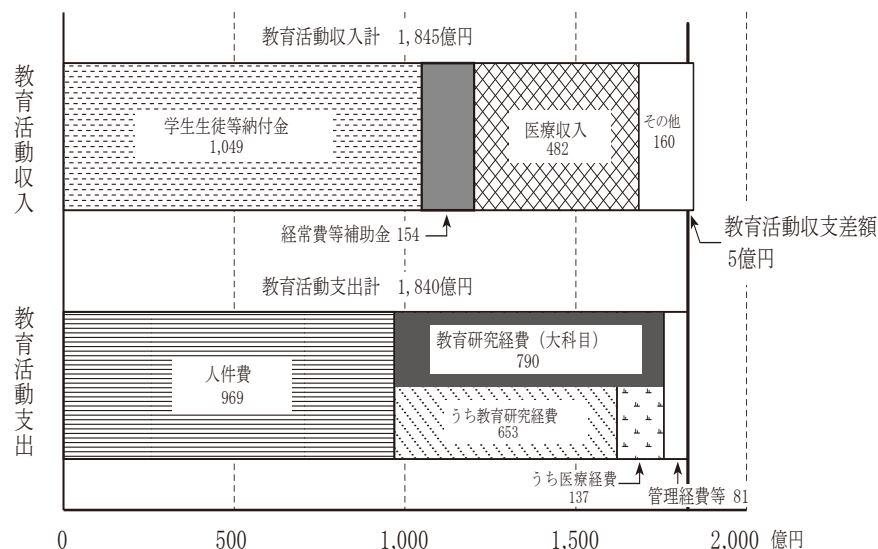 教育活動収入計 1,845億円
教育活動収入
学生生徒等納付金
1,049
医療収入
482
その他
160
経常費等補助金 154
教育活動収支差額
5億円
教育活動支出計 1,840億円
教育活動支出
人件費
969
教育研究経費（大科目）
790
うち教育研究経費
653
うち医療経費
137
管理経費等 81
0 500 1,000 1,500 2,000 億円